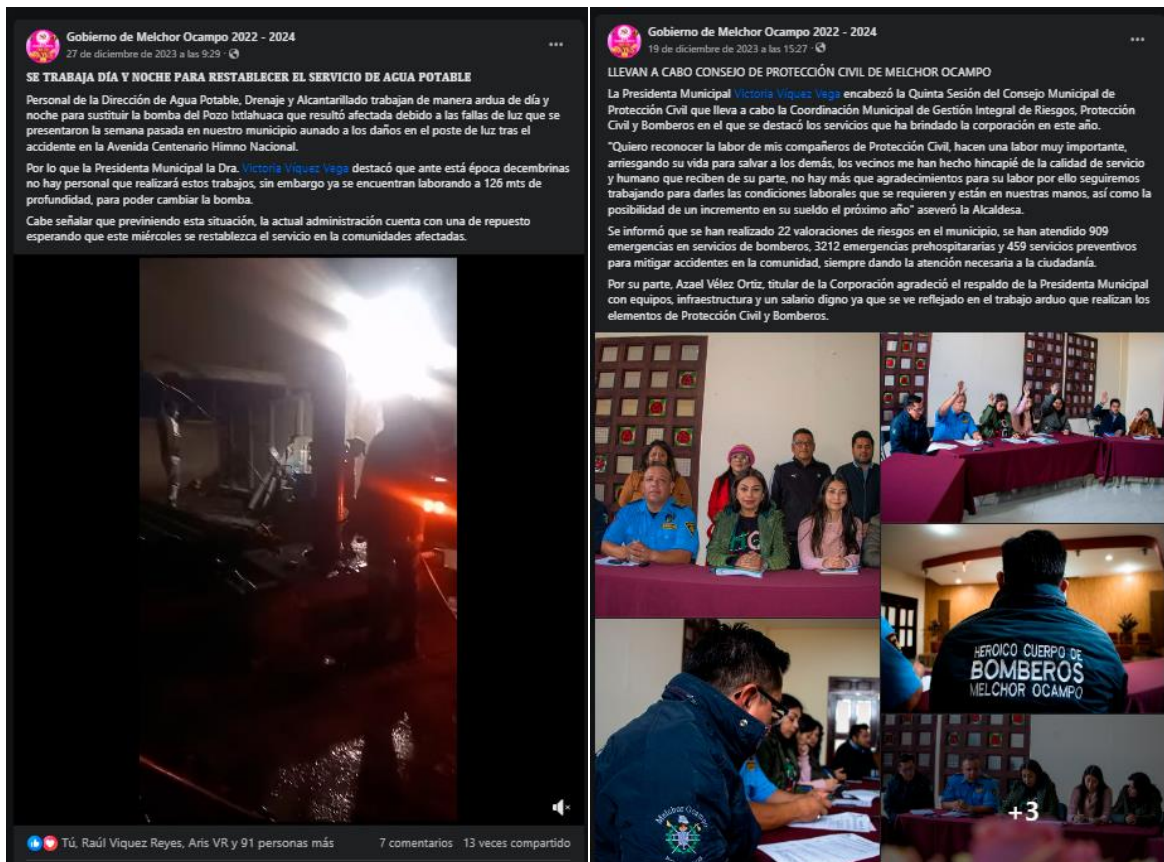 Gobierno de Melchor Ocampo 2022 - 2024
27 de diciembre de 2023 a las 9:29 ·
SE TRABAJA DÍA Y NOCHE PARA RESTABLECER EL SERVICIO DE AGUA POTABLE
Personal de la Dirección de Agua Potable, Drenaje y Alcantarillado trabajan de manera ardua de día y
noche para sustituir la bomba del Pozo Ixtlahuaca que resultó afectada debido a las fallas de luz que se
presentaron la semana pasada en nuestro municipio aunado a los daños en el poste de luz tras el
accidente en la Avenida Centenario Himno Nacional.
Por lo que la Presidenta Municipal la Dra. Victoria Víquez Vega destacó que ante está época decembrinas
no hay personal que realizará estos trabajos, sin embargo ya se encuentran laborando a 126 mts de
profundidad, para poder cambiar la bomba.
Cabe señalar que previniendo esta situación, la actual administración cuenta con una de repuesto
esperando que este miércoles se restablezca el servicio en la comunidades afectadas.
Tú, Raúl Viquez Reyes, Aris VR y 91 personas más
7 comentarios 13 veces compartido
Gobierno de Melchor Ocampo 2022 - 2024
19 de diciembre de 2023 a las 15:27 ·
LLEVAN A CABO CONSEJO DE PROTECCIÓN CIVIL DE MELCHOR OCAMPO
La Presidenta Municipal Victoria Víquez Vega encabezó la Quinta Sesión del Consejo Municipal de
Protección Civil que lleva a cabo la Coordinación Municipal de Gestión Integral de Riesgos, Protección
Civil y Bomberos en el que se destacó los servicios que ha brindado la corporación en este año.
"Quiero reconocer la labor de mis compañeros de Protección Civil, hacen una labor muy importante,
arriesgando su vida para salvar a los demás, los vecinos me han hecho hincapié de la calidad de servicio
y humano que reciben de su parte, no hay más que agradecimientos para su labor por ello seguiremos
trabajando para darles las condiciones laborales que se requieren y están en nuestras manos, así como la
posibilidad de un incremento en su sueldo el próximo año" aseveró la Alcaldesa.
Se informó que se han realizado 22 valoraciones de riesgos en el municipio, se han atendido 909
emergencias en servicios de bomberos, 3212 emergencias prehospitararias y 459 servicios preventivos
para mitigar accidentes en la comunidad, siempre dando la atención necesaria a la ciudadanía.
Por su parte, Azael Vélez Ortiz, titular de la Corporación agradeció el respaldo de la Presidenta Municipal
con equipos, infraestructura y un salario digno ya que se ve reflejado en el trabajo arduo que realizan los
elementos de Protección Civil y Bomberos.
HEROICO CUERPO DE
BOMBEROS
MELCHOR OCAMPO
Melchor Ocampo
+3